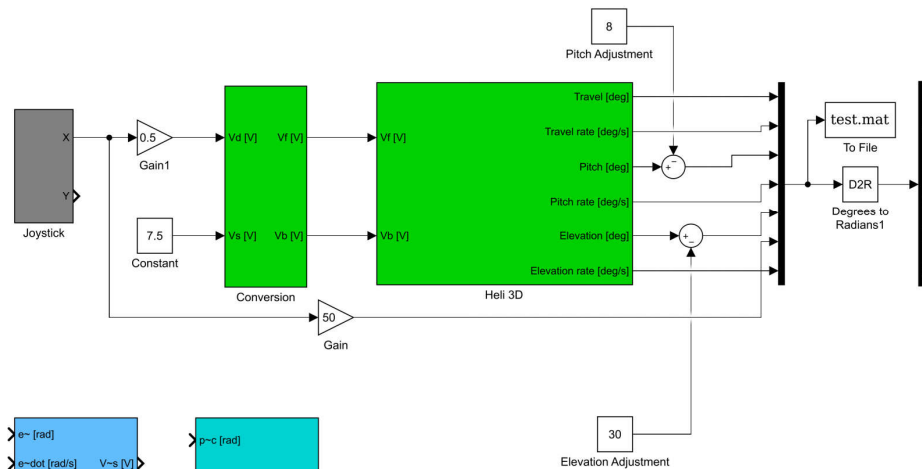 8
Pitch Adjustment
X
Y
Joystick
0.5
Gain1
7.5
Constant
Vd [V]
Vf [V]
Vs [V]
Vb [V]
Conversion
Vf [V]
Vb [V]
Travel [deg]
Travel rate [deg/s]
Pitch [deg]
Pitch rate [deg/s]
Elevation [deg]
Elevation rate [deg/s]
Heli 3D
+
−
+
−
test.mat
To File
D2R
Degrees to
Radians1
50
Gain
30
Elevation Adjustment
e~ [rad]
e~dot [rad/s]
V~s [V]
p~c [rad]